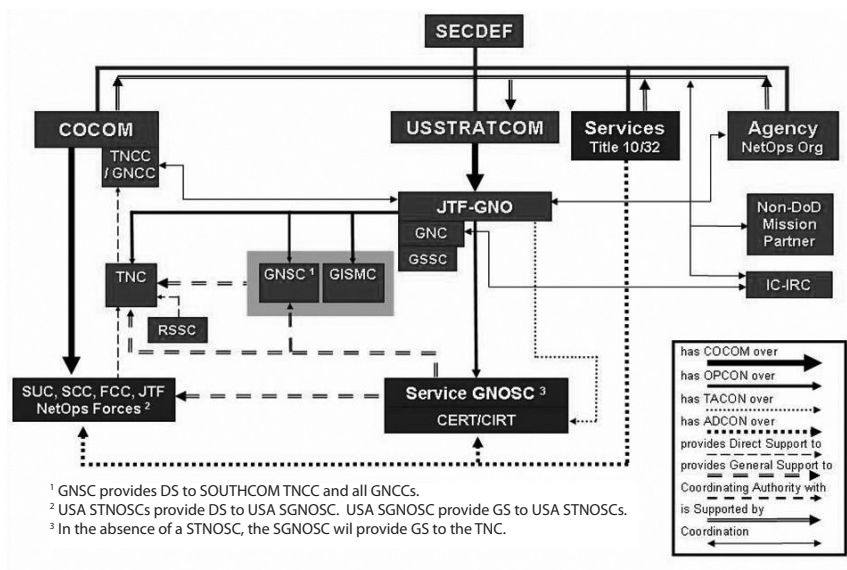 SECDEF
COCOM
TNCC
/ GNCC
USSTRATCOM
Services
Title 10/32
Agency
NetOps Org
JTF-GNO
GNC
GSSC
Non-DoD
Mission
Partner
IC-IRC
TNC
RSSC
GNSC 1
GISMC
SUC, SCC, FCC, JTF
NetOps Forces 2
Service GNOSC 3
CERT/CIRT
has COCOM over
has OPCON over
has TACON over
has ADCON over
provides Direct Support to
provides General Support to
Coordinating Authority with
is Supported by
Coordination
1 GNSC provides DS to SOUTHCOM TNCC and all GNCCs.
2 USA STNOSCs provide DS to USA SGNOSC. USA SGNOSC provide GS to USA STNOSCs.
3 In the absence of a STNOSC, the SGNOSC wil provide GS to the TNC.